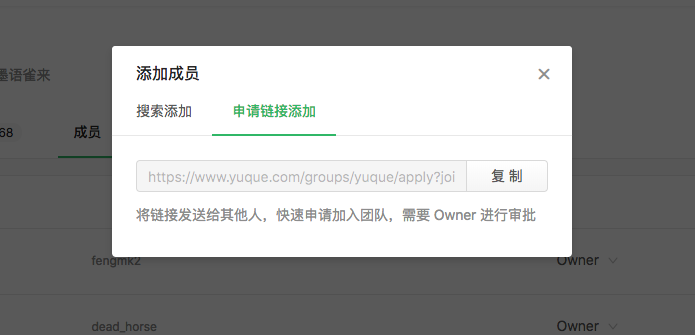 墨语雀来
68
成员
添加成员
搜索添加
申请链接添加
https://www.yuque.com/groups/yuque/apply?joi
复 制
将链接发送给其他人，快速申请加入团队，需要 Owner 进行审批
fengmk2
Owner
dead_horse
Owner